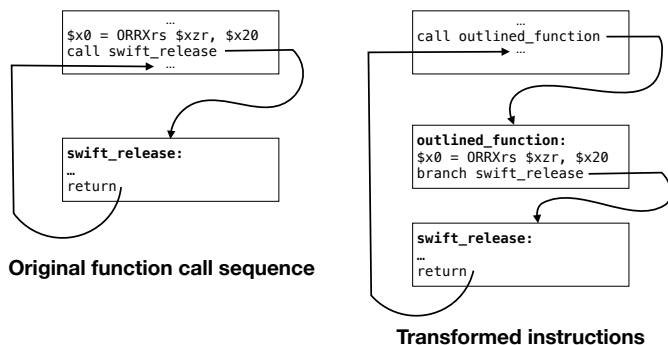 …
$x0 = ORRXrs $xzr, $x20
call swift_release
…
swift_release:
…
return
Original function call sequence
…
call outlined_function
…
outlined_function:
$x0 = ORRXrs $xzr, $x20
branch swift_release
swift_release:
…
return
Transformed instructions